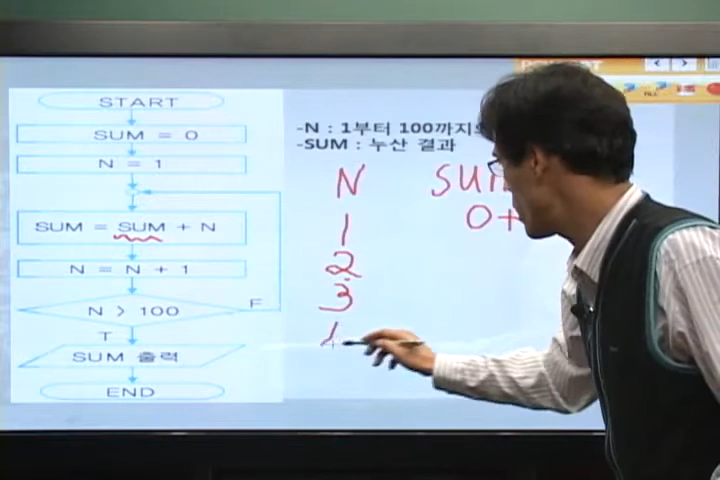 START
SUM = 0
N = 1
SUM = SUM + N
N = N + 1
N > 100
F
T
SUM 출력
END
-N : 1부터 100까지
-SUM : 누산 결과
N SUM
1 0+
2
3